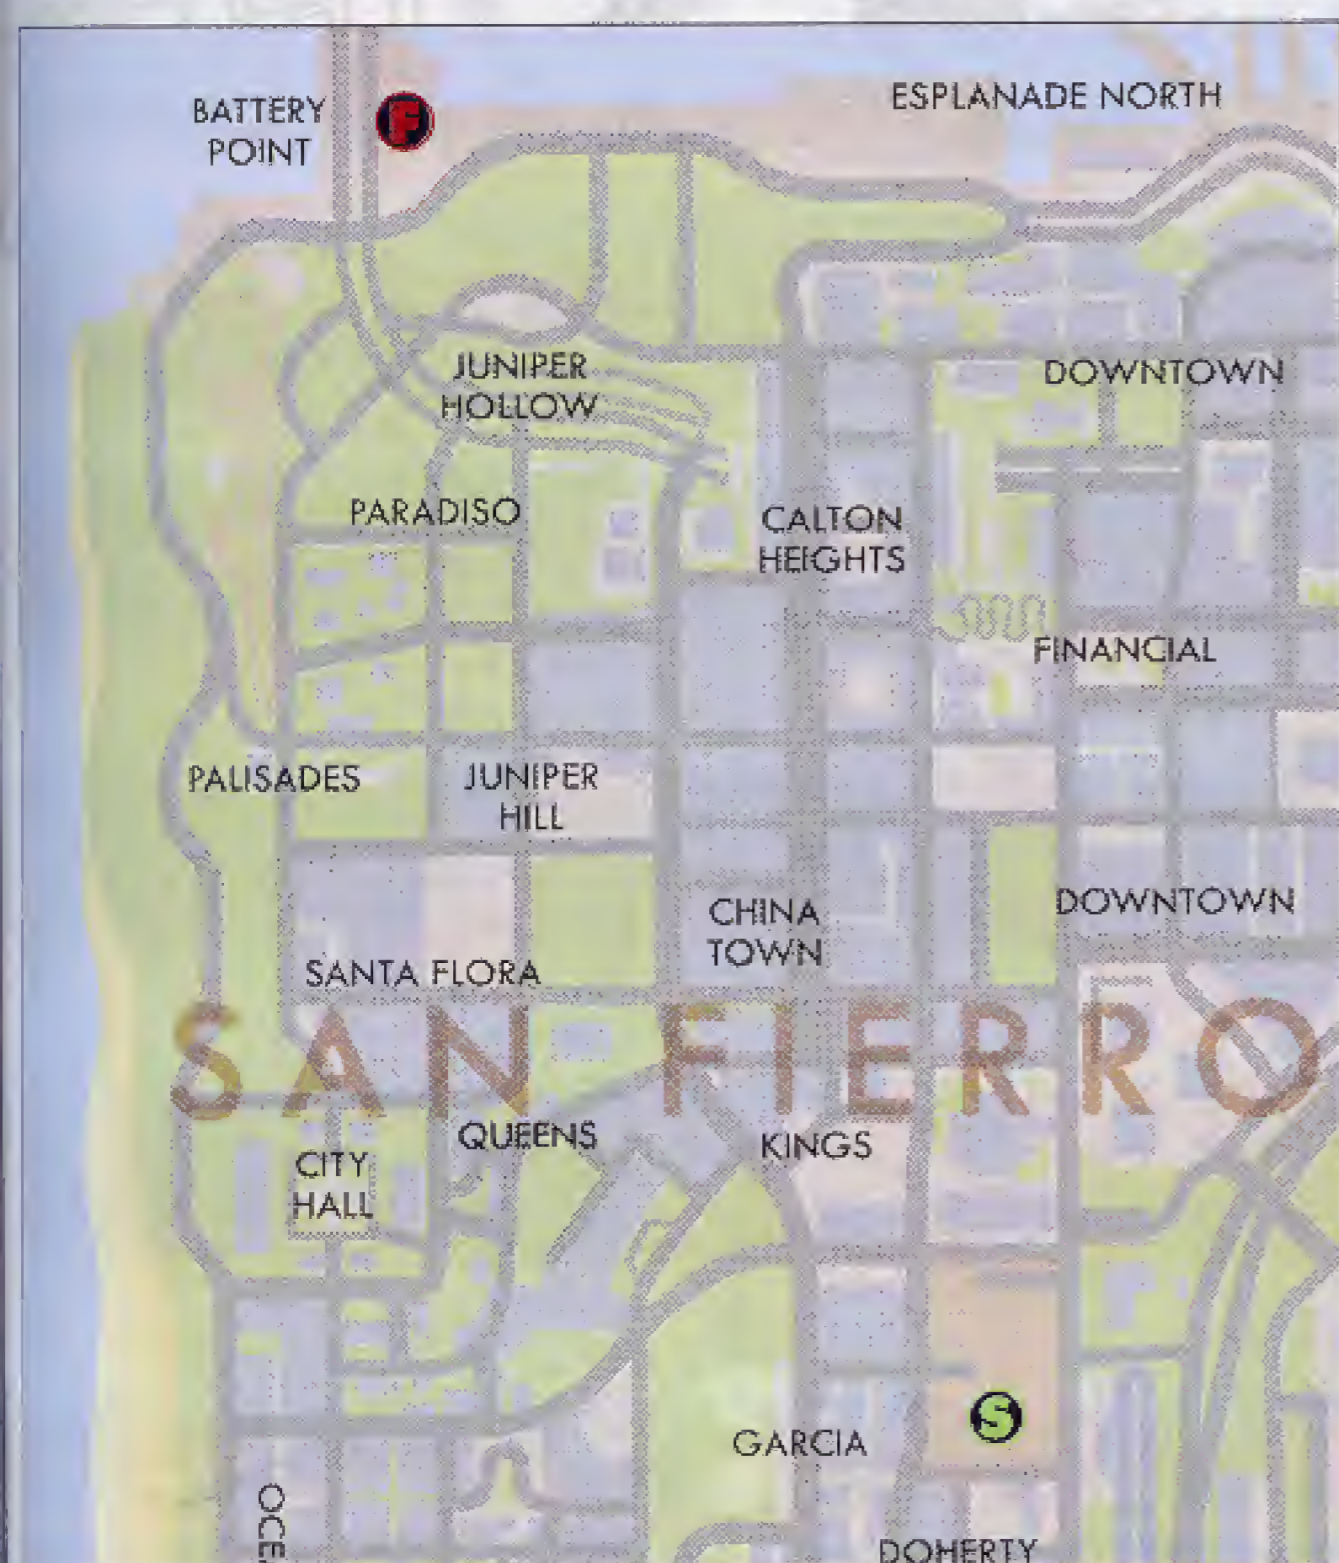 BATTERY
POINT
F
ESPLANADE NORTH
JUNIPER
HOLLOW
DOWNTOWN
PARADISO
CALTON
HEIGHTS
FINANCIAL
PALISADES
JUNIPER
HILL
CHINA
TOWN
DOWNTOWN
SANTA FLORA
SAN FIERRO
QUEENS
KINGS
CITY
HALL
S
GARCIA
DOHERTY